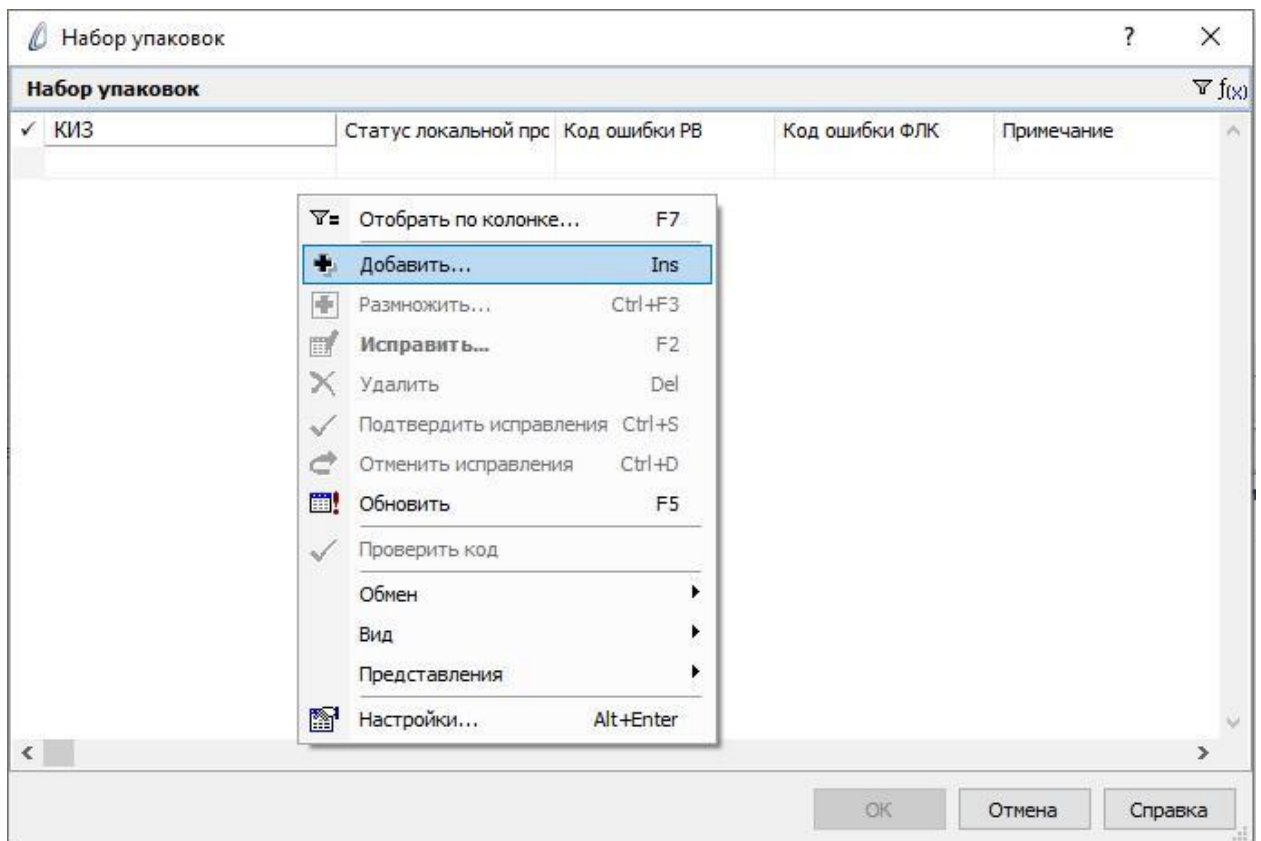 Набор упаковок
?
Набор упаковок
f(x)
КИЗ Статус локальной прс Код ошибки РВ Код ошибки ФЛК Примечание
Отобрать по колонке... F7
Добавить... Ins
Размножить... Ctrl+F3
Исправить... F2
Удалить Del
Подтвердить исправления Ctrl+S
Отменить исправления Ctrl+D
Обновить F5
Проверить код
Обмен
Вид
Представления
Настройки... Alt+Enter
OK Отмена Справка